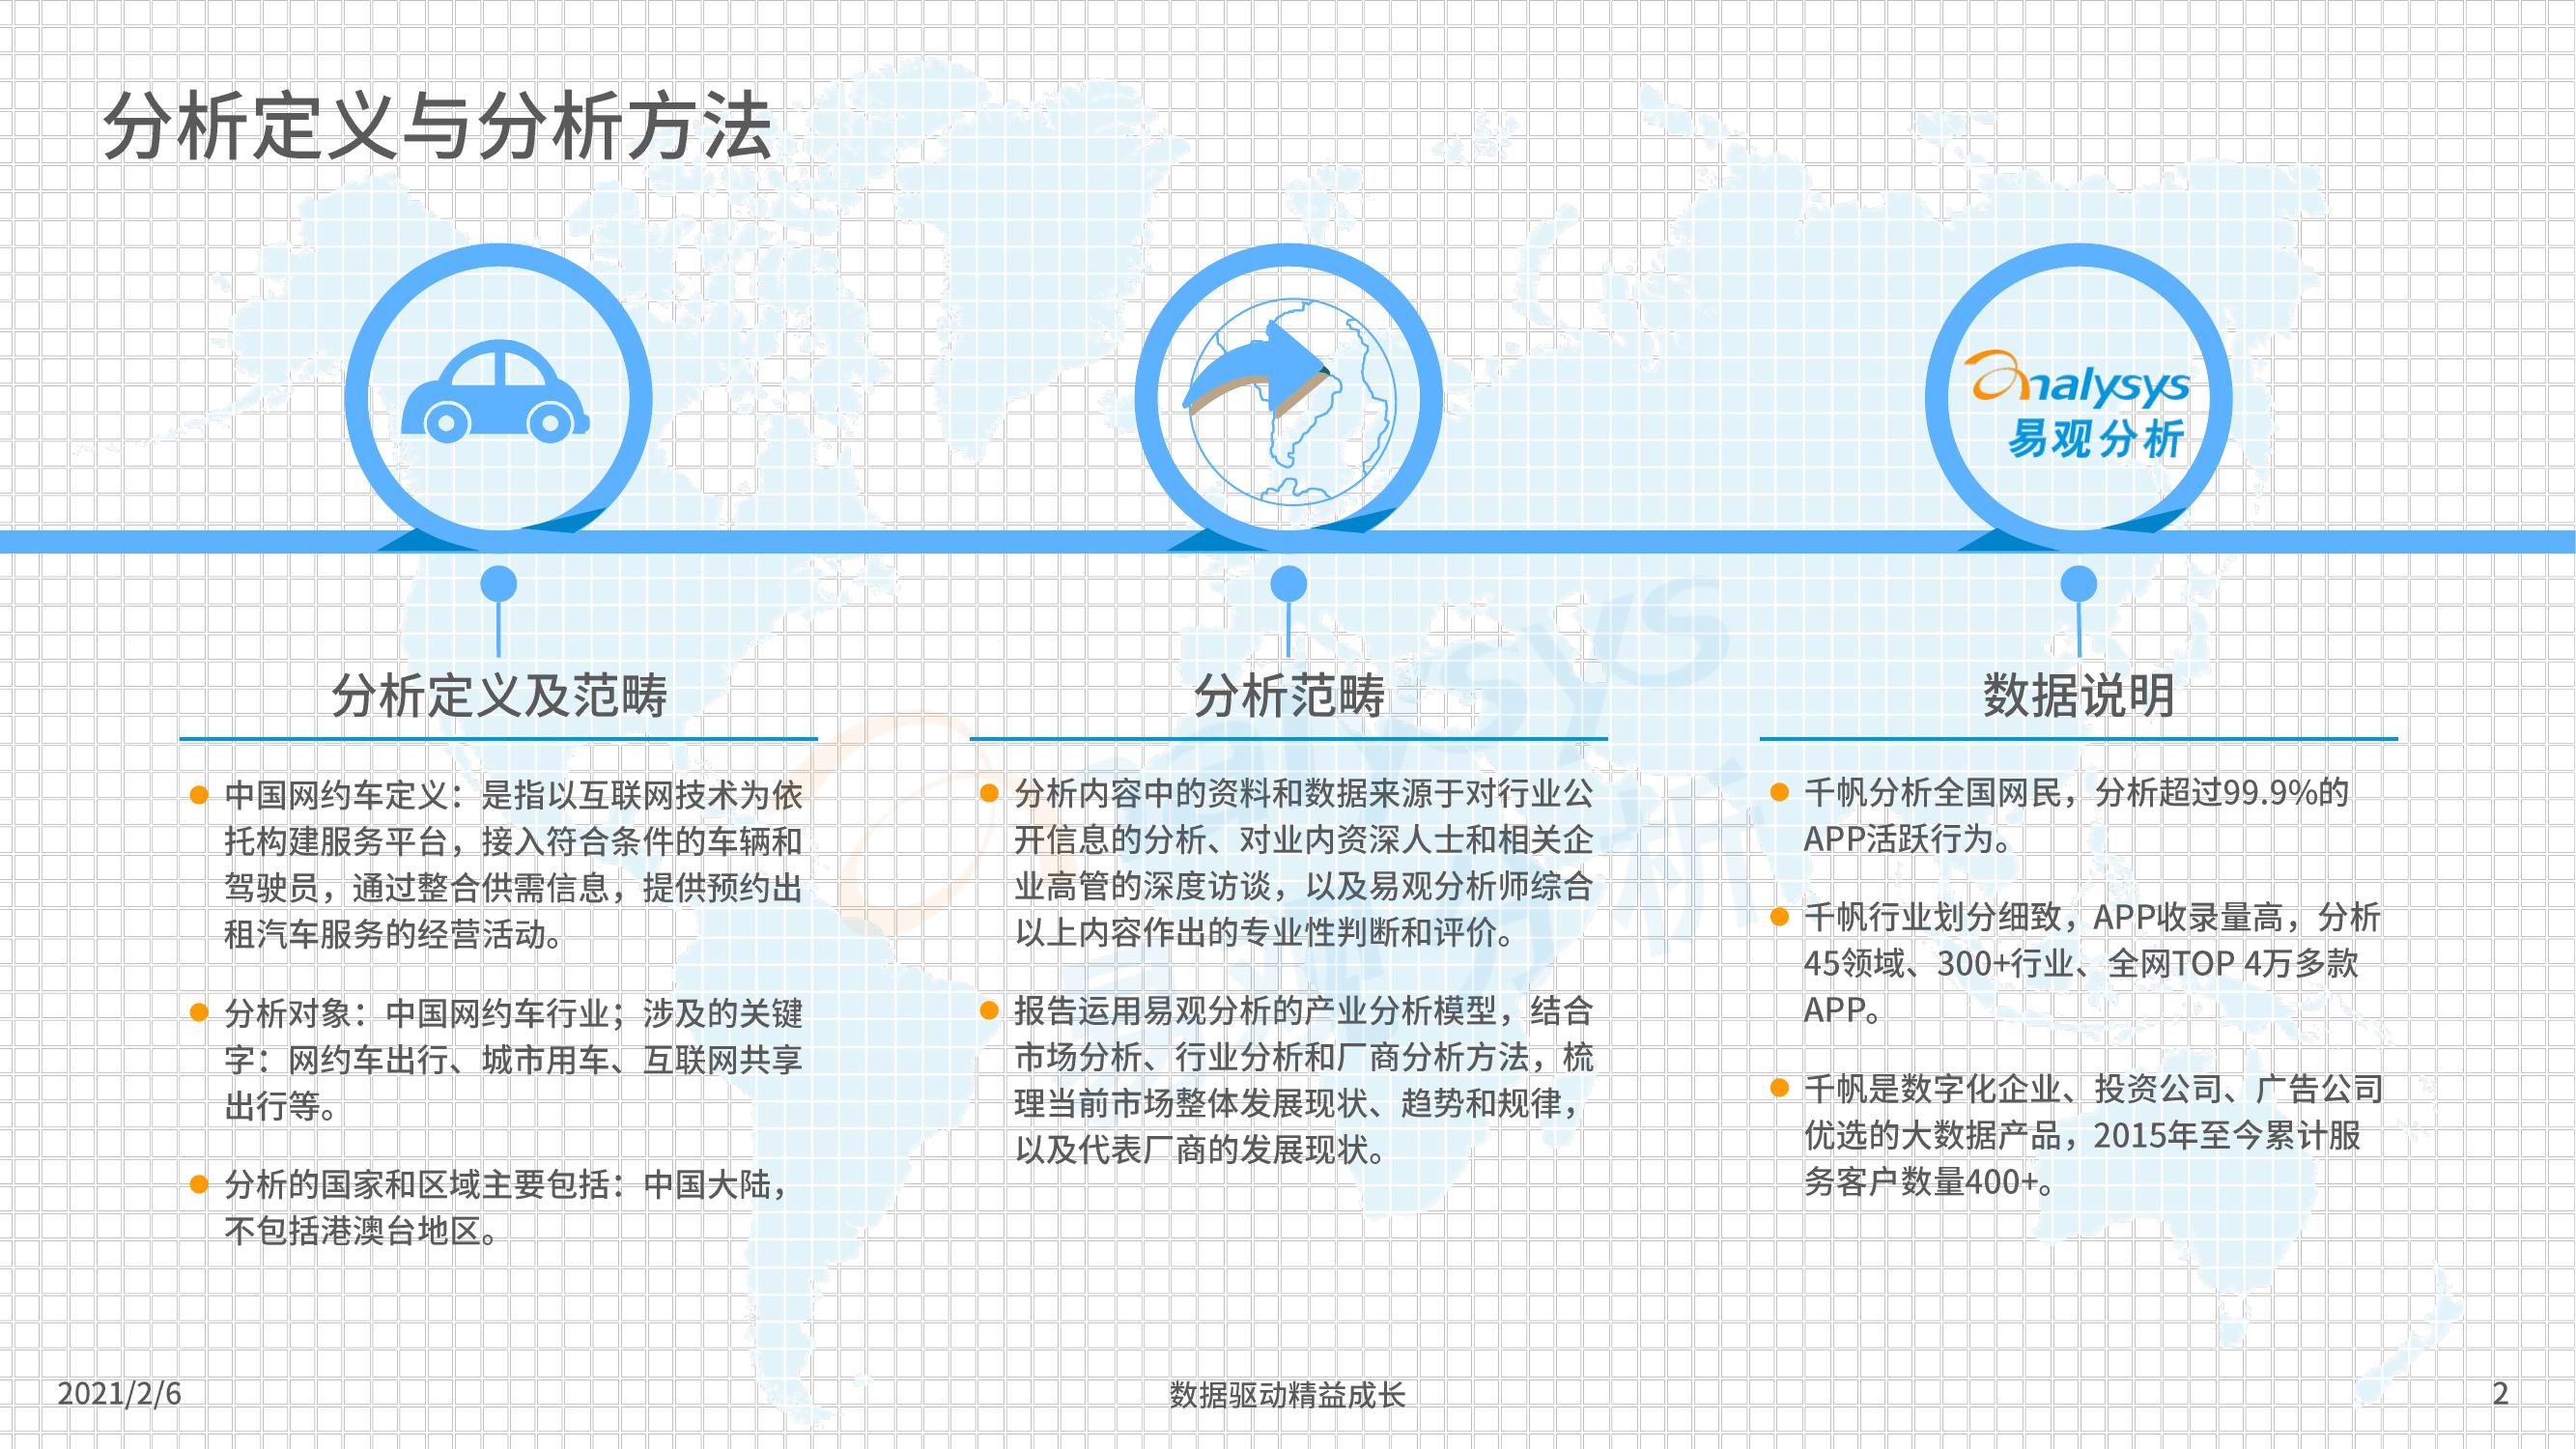 分析定义与分析方法
analysys
易观分析
分析定义及范畴
中国网约车定义：是指以互联网技术为依
托构建服务平台，接入符合条件的车辆和
驾驶员，通过整合供需信息，提供预约出
租汽车服务的经营活动。
分析对象：中国网约车行业；涉及的关键
字：网约车出行、城市用车、互联网共享
出行等。
分析的国家和区域主要包括：中国大陆，
不包括港澳台地区。
分析范畴
分析内容中的资料和数据来源于对行业公
开信息的分析、对业内资深人士和相关企
业高管的深度访谈，以及易观分析师综合
以上内容作出的专业性判断和评价。
报告运用易观分析的产业分析模型，结合
市场分析、行业分析和厂商分析方法，梳
理当前市场整体发展现状、趋势和规律，
以及代表厂商的发展现状。
数据说明
千帆分析全国网民，分析超过99.9%的
APP活跃行为。
千帆行业划分细致，APP收录量高，分析
45领域、300+行业、全网TOP 4万多款
APP。
千帆是数字化企业、投资公司、广告公司
优选的大数据产品，2015年至今累计服
务客户数量400+。
analysys
易观分析
2021/2/6
数据驱动精益成长
2